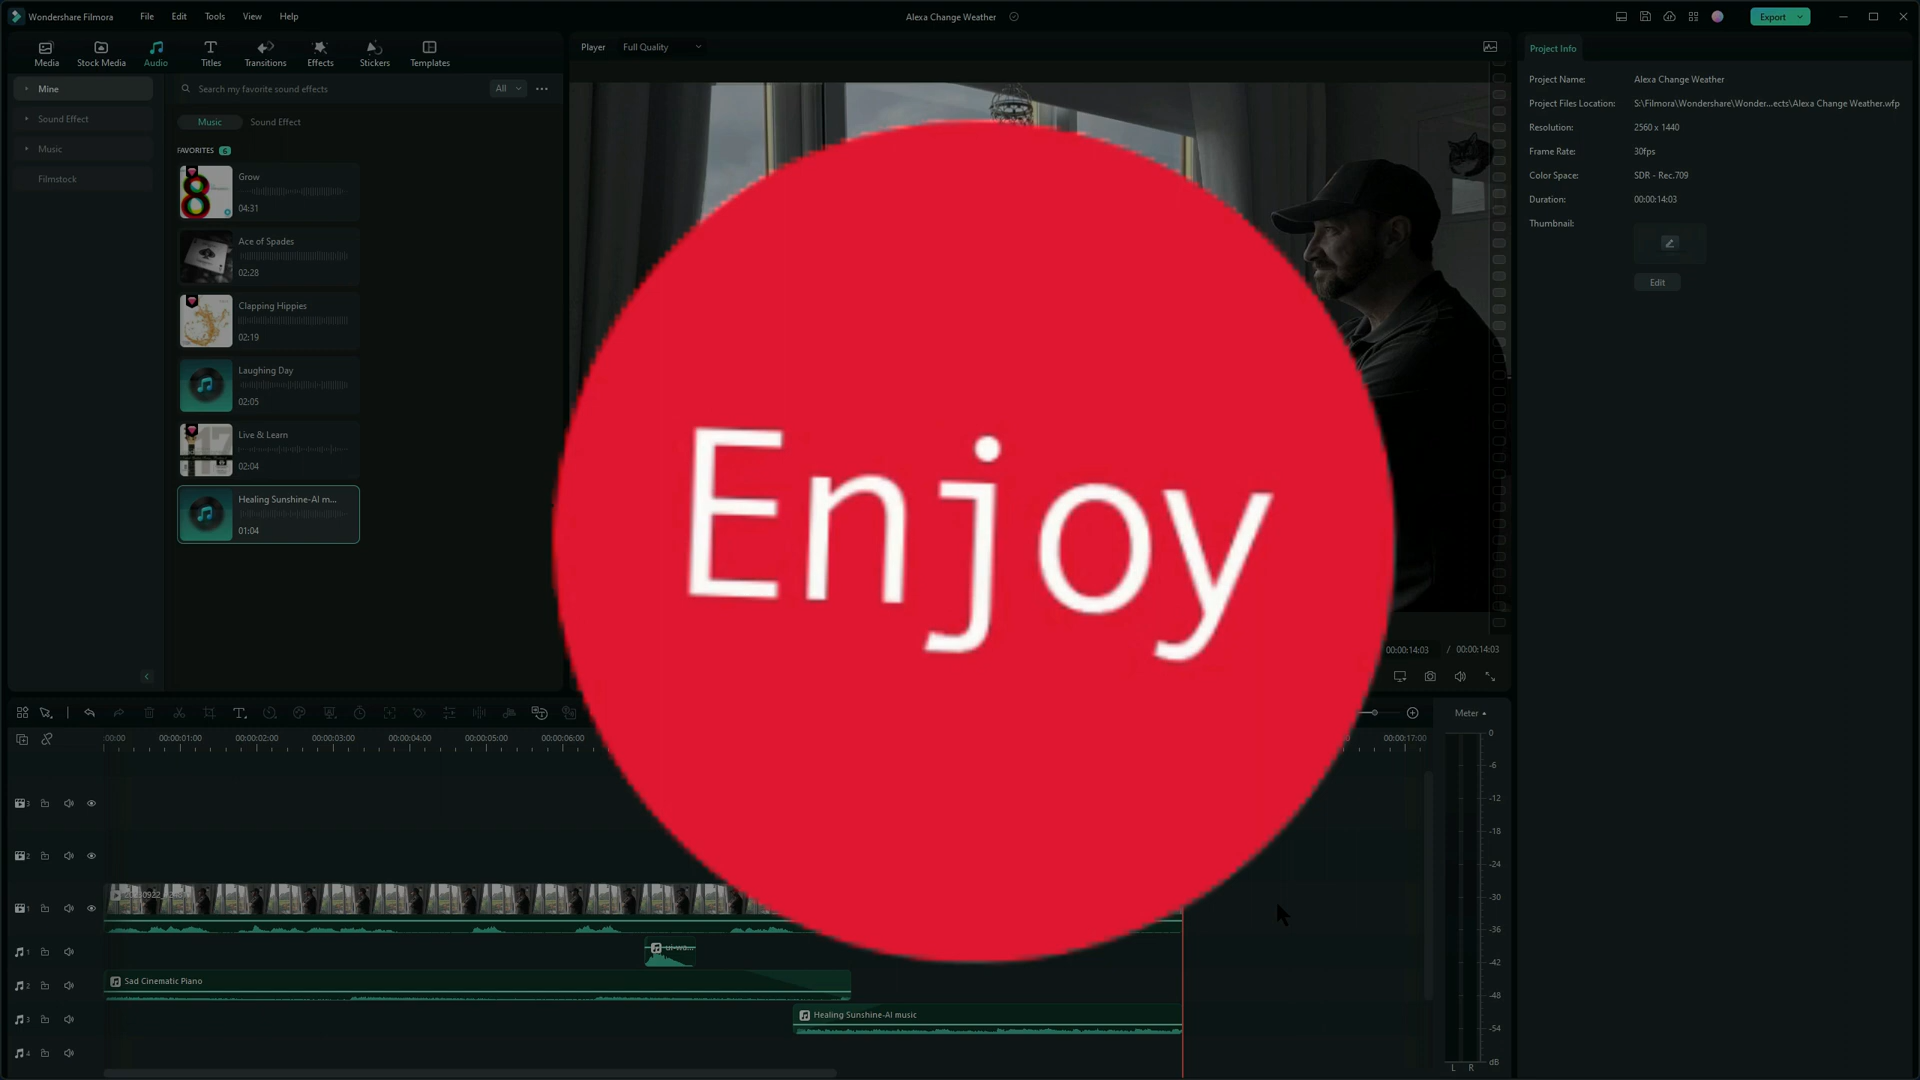 Wondershare Filmora File Edit Tools View Help
Alexa Change Weather
Export
Media Stock Media Audio Titles Transitions Effects Stickers Templates
Player Full Quality
Project Info
Mine
Sound Effect
Music
Filmstock
Search my favorite sound effects All
Music Sound Effect
FAVORITES 6
Grow
04:31
Ace of Spades
02:28
Clapping Hippies
02:19
Laughing Day
02:05
Live & Learn
02:04
Healing Sunshine-AI m...
01:04
Enjoy
Project Name: Alexa Change Weather
Project Files Location: S:\Filmora\Wondershare\Wonder...ects\Alexa Change Weather.wfp
Resolution: 2560 x 1440
Frame Rate: 30fps
Color Space: SDR - Rec.709
Duration: 00:00:14:03
Thumbnail:
Edit
00:00:14:03 / 00:00:14:03
Meter
:00:00 00:00:01:00 00:00:02:00 00:00:03:00 00:00:04:00 00:00:05:00 00:00:06:00 00:00:17:00
3
2
1
1
2 Sad Cinematic Piano
3 Healing Sunshine-AI music
4
0
-6
-12
-18
-24
-30
-36
-42
-48
-54
dB
L R